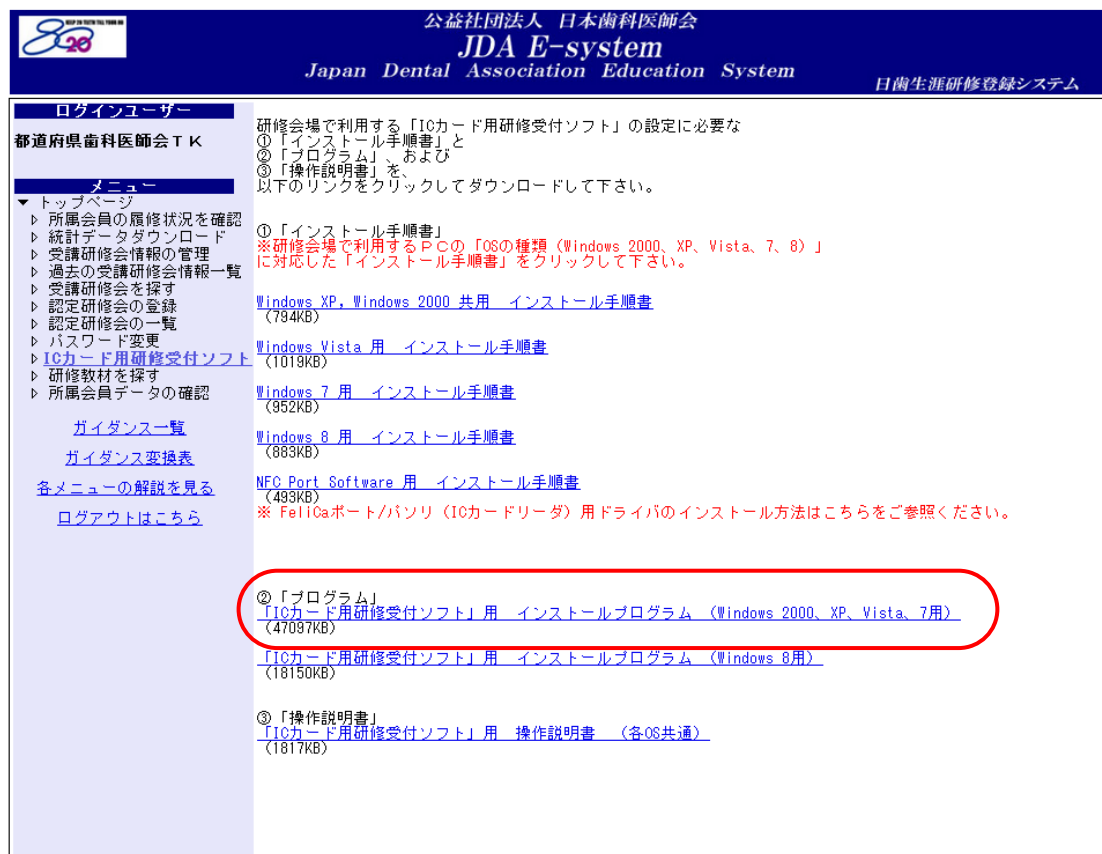 KEEP 20 TEETH TILL YOUR 80
8020
公益社団法人 日本歯科医師会
JDA E-system
Japan Dental Association Education System
日歯生涯研修登録システム
ログインユーザー
都道府県歯科医師会ＴＫ
メニュー
▼ トップページ
▷ 所属会員の履修状況を確認
▷ 統計データダウンロード
▷ 受講研修会情報の管理
▷ 過去の受講研修会情報一覧
▷ 受講研修会を探す
▷ 認定研修会の登録
▷ 認定研修会の一覧
▷ パスワード変更
▷ ICカード用研修受付ソフト
▷ 研修教材を探す
▷ 所属会員データの確認
ガイダンス一覧
ガイダンス変換表
各メニューの解説を見る
ログアウトはこちら
研修会場で利用する「ICカード用研修受付ソフト」の設定に必要な
①「インストール手順書」と
②「プログラム」、および
③「操作説明書」を、
以下のリンクをクリックしてダウンロードして下さい。
①「インストール手順書」
※研修会場で利用するＰＣの「OSの種類（Windows 2000、XP、Vista、7、8）」
に対応した「インストール手順書」をクリックして下さい。
Windows XP, Windows 2000 共用　インストール手順書
（794KB）
Windows Vista 用　インストール手順書
（1019KB）
Windows 7 用　インストール手順書
（952KB）
Windows 8 用　インストール手順書
（883KB）
NFC Port Software 用　インストール手順書
（493KB）
※ FeliCaポート/パソリ（ICカードリーダ）用ドライバのインストール方法はこちらをご参照ください。
②「プログラム」
「ICカード用研修受付ソフト」用　インストールプログラム　（Windows 2000、XP、Vista、7用）
（47097KB）
「ICカード用研修受付ソフト」用　インストールプログラム　（Windows 8用）
（18150KB）
③「操作説明書」
「ICカード用研修受付ソフト」用　操作説明書　（各OS共通）
（1817KB）